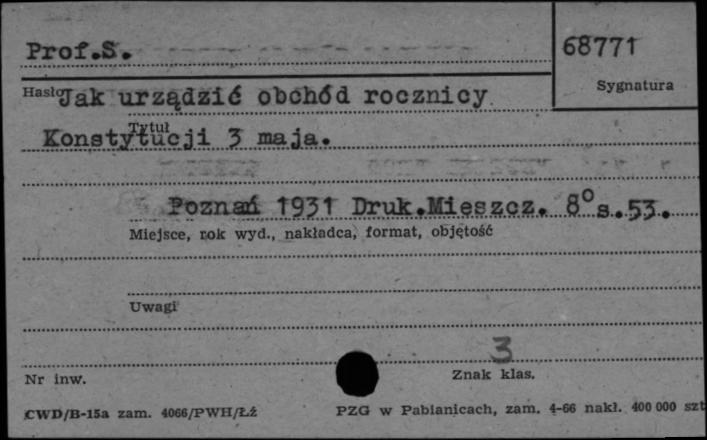 Prof.S.
68771
Sygnatura
Hasło
Jak urządzić obchód rocznicy
Tytuł
Konstytucji 3 maja.
Poznań 1931 Druk.Mieszcz. 8° s.53.
Miejsce, rok wyd., nakładca, format, objętość
Uwagi
3
Nr inw.
Znak klas.
CWD/B-15a zam. 4066/PWH/Łź
PZG w Pabianicach, zam. 4-66 nakł. 400 000 szt